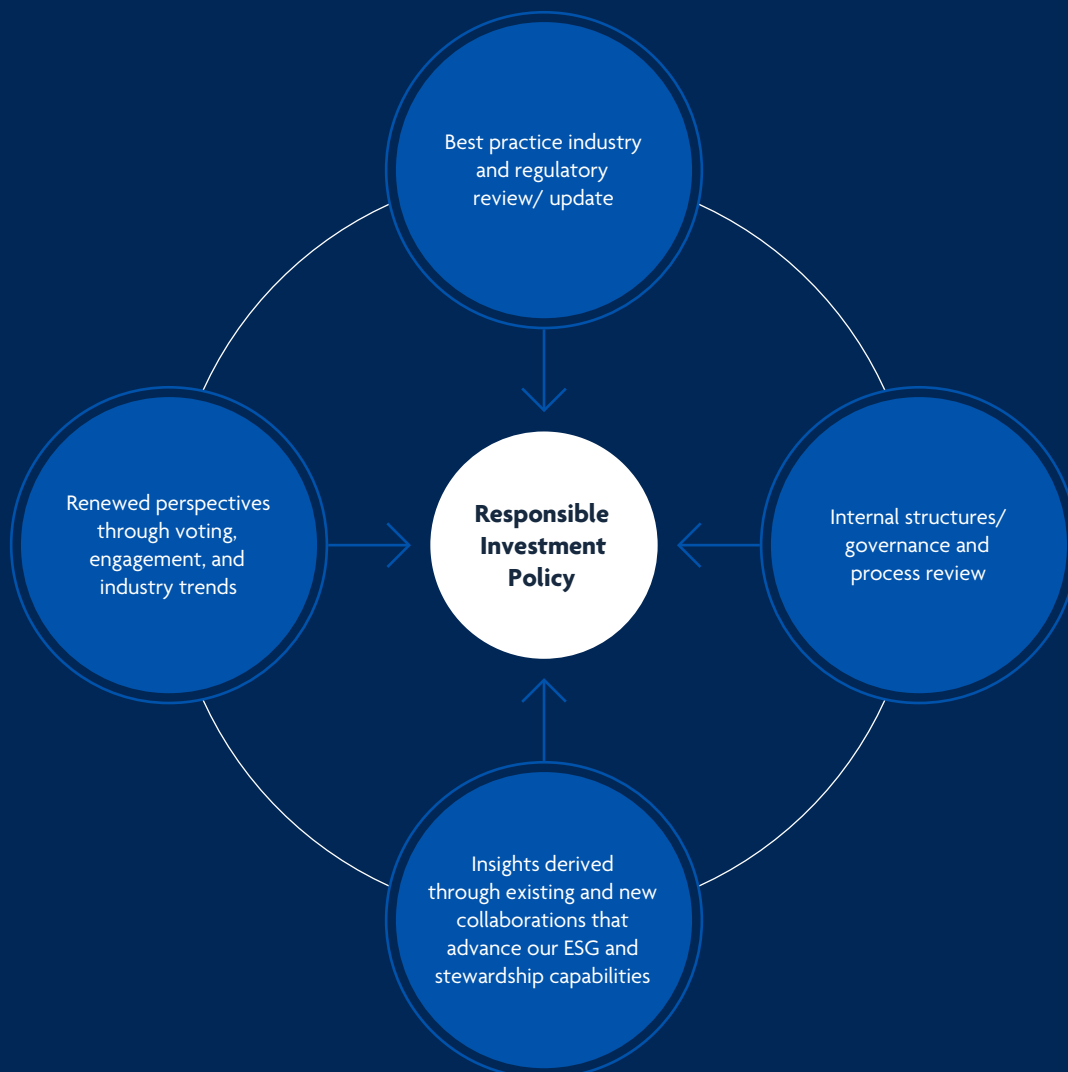 Best practice industry
and regulatory
review/ update
Renewed perspectives
through voting,
engagement, and
industry trends
Responsible
Investment
Policy
Internal structures/
governance and
process review
Insights derived
through existing and new
collaborations that
advance our ESG and
stewardship capabilities